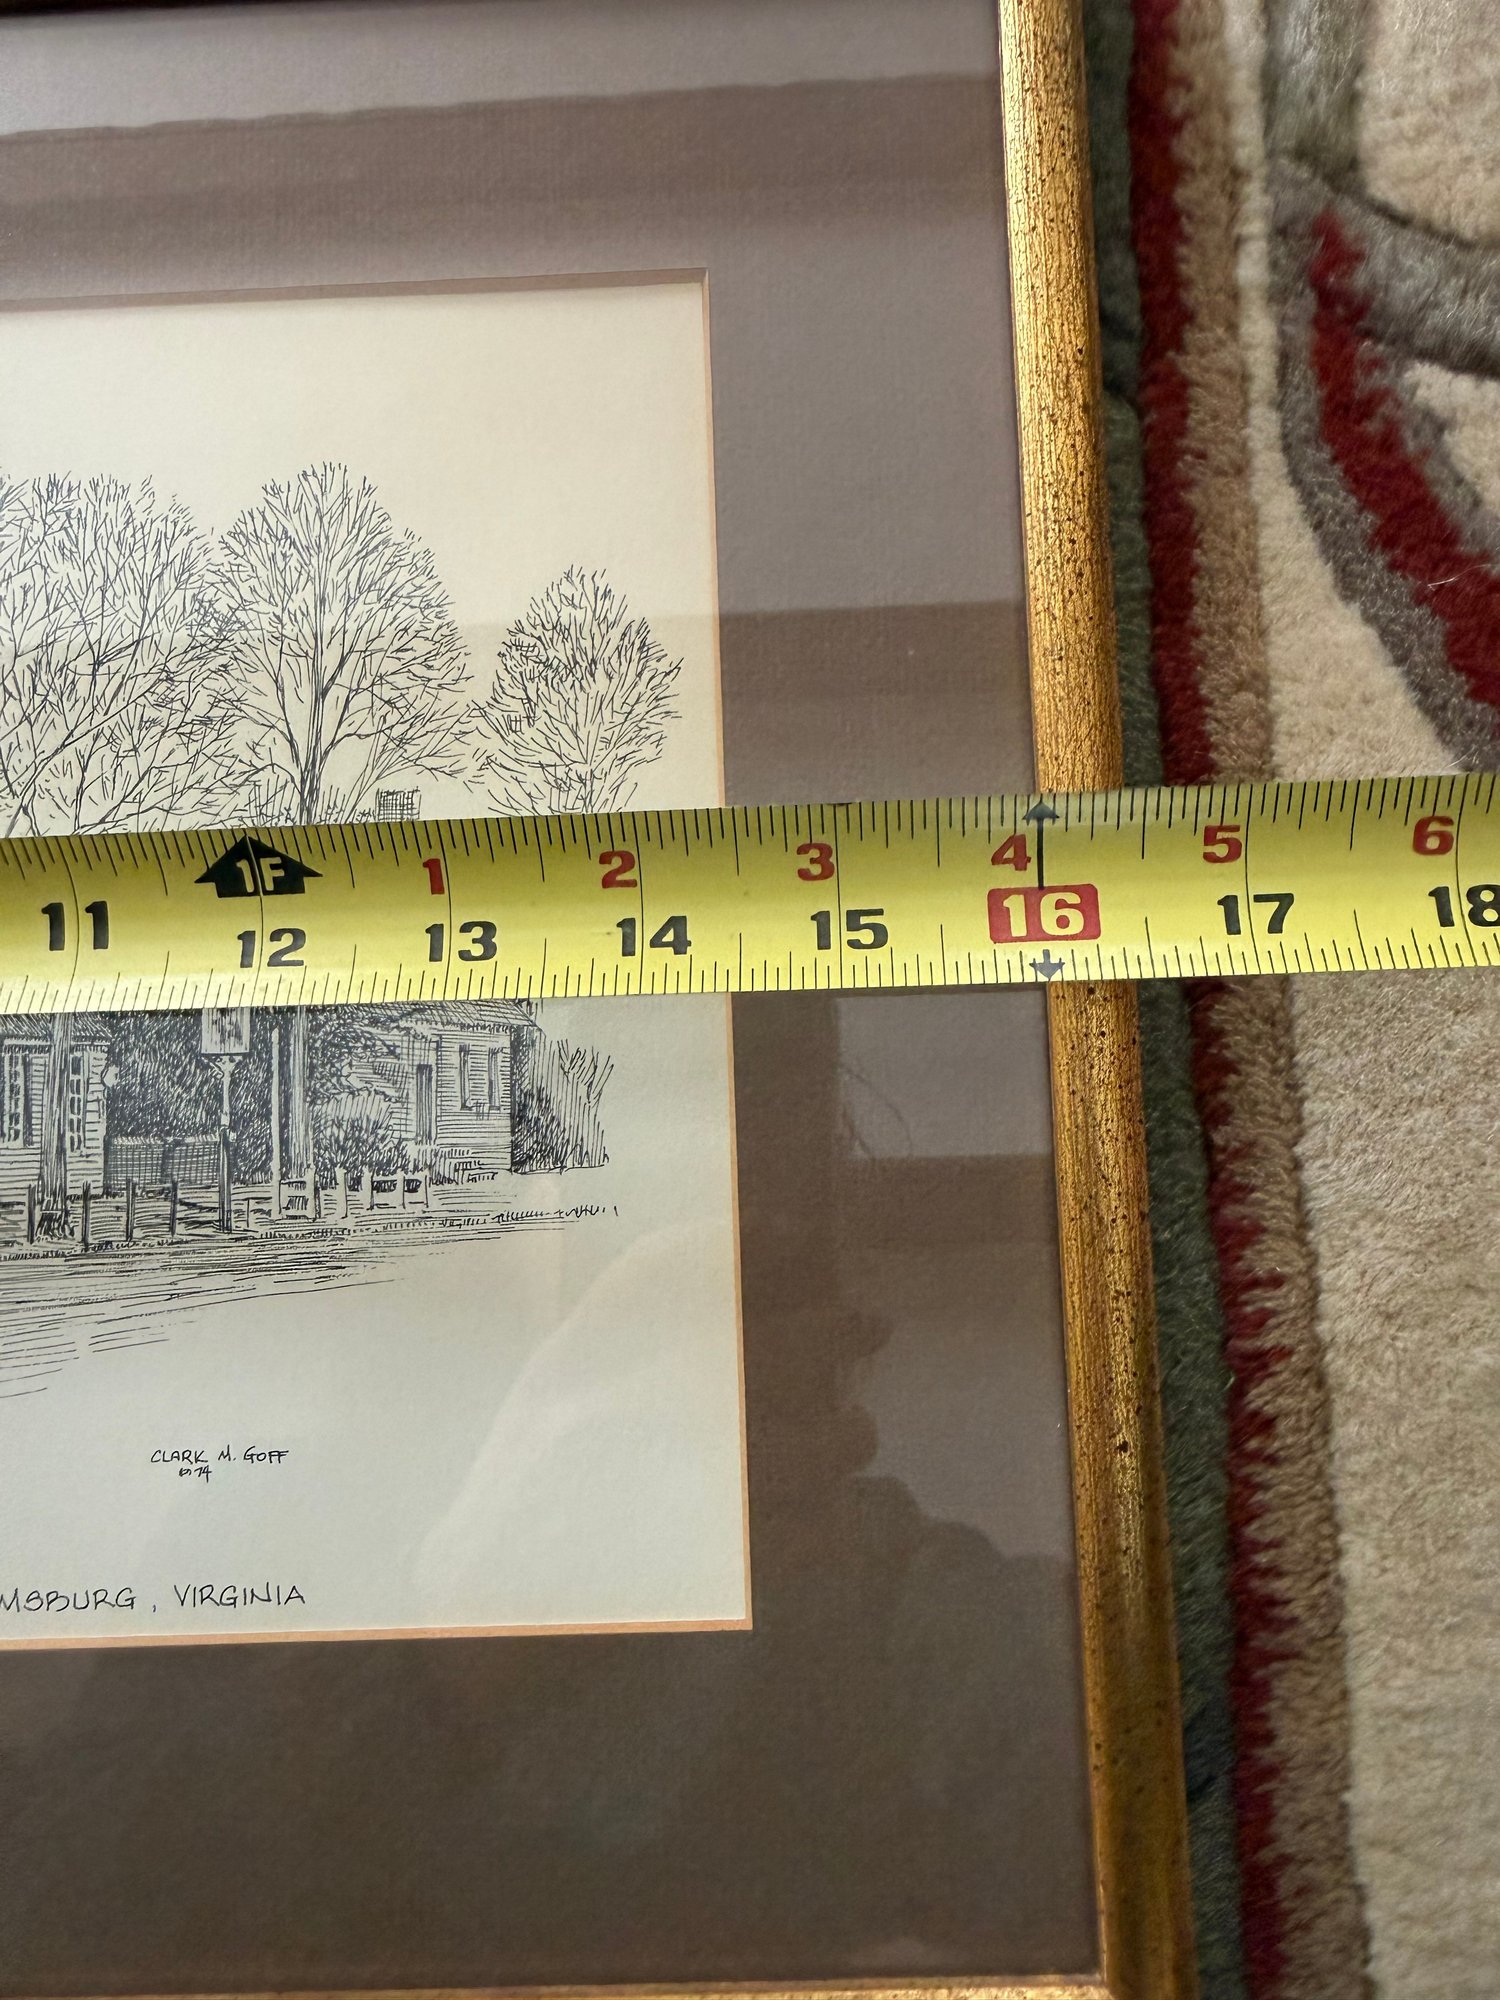 1 2 3 4 5 6
1F
11 12 13 14 15 16 17 18
CLARK M. GOFF
1974
MSBURG, VIRGINIA